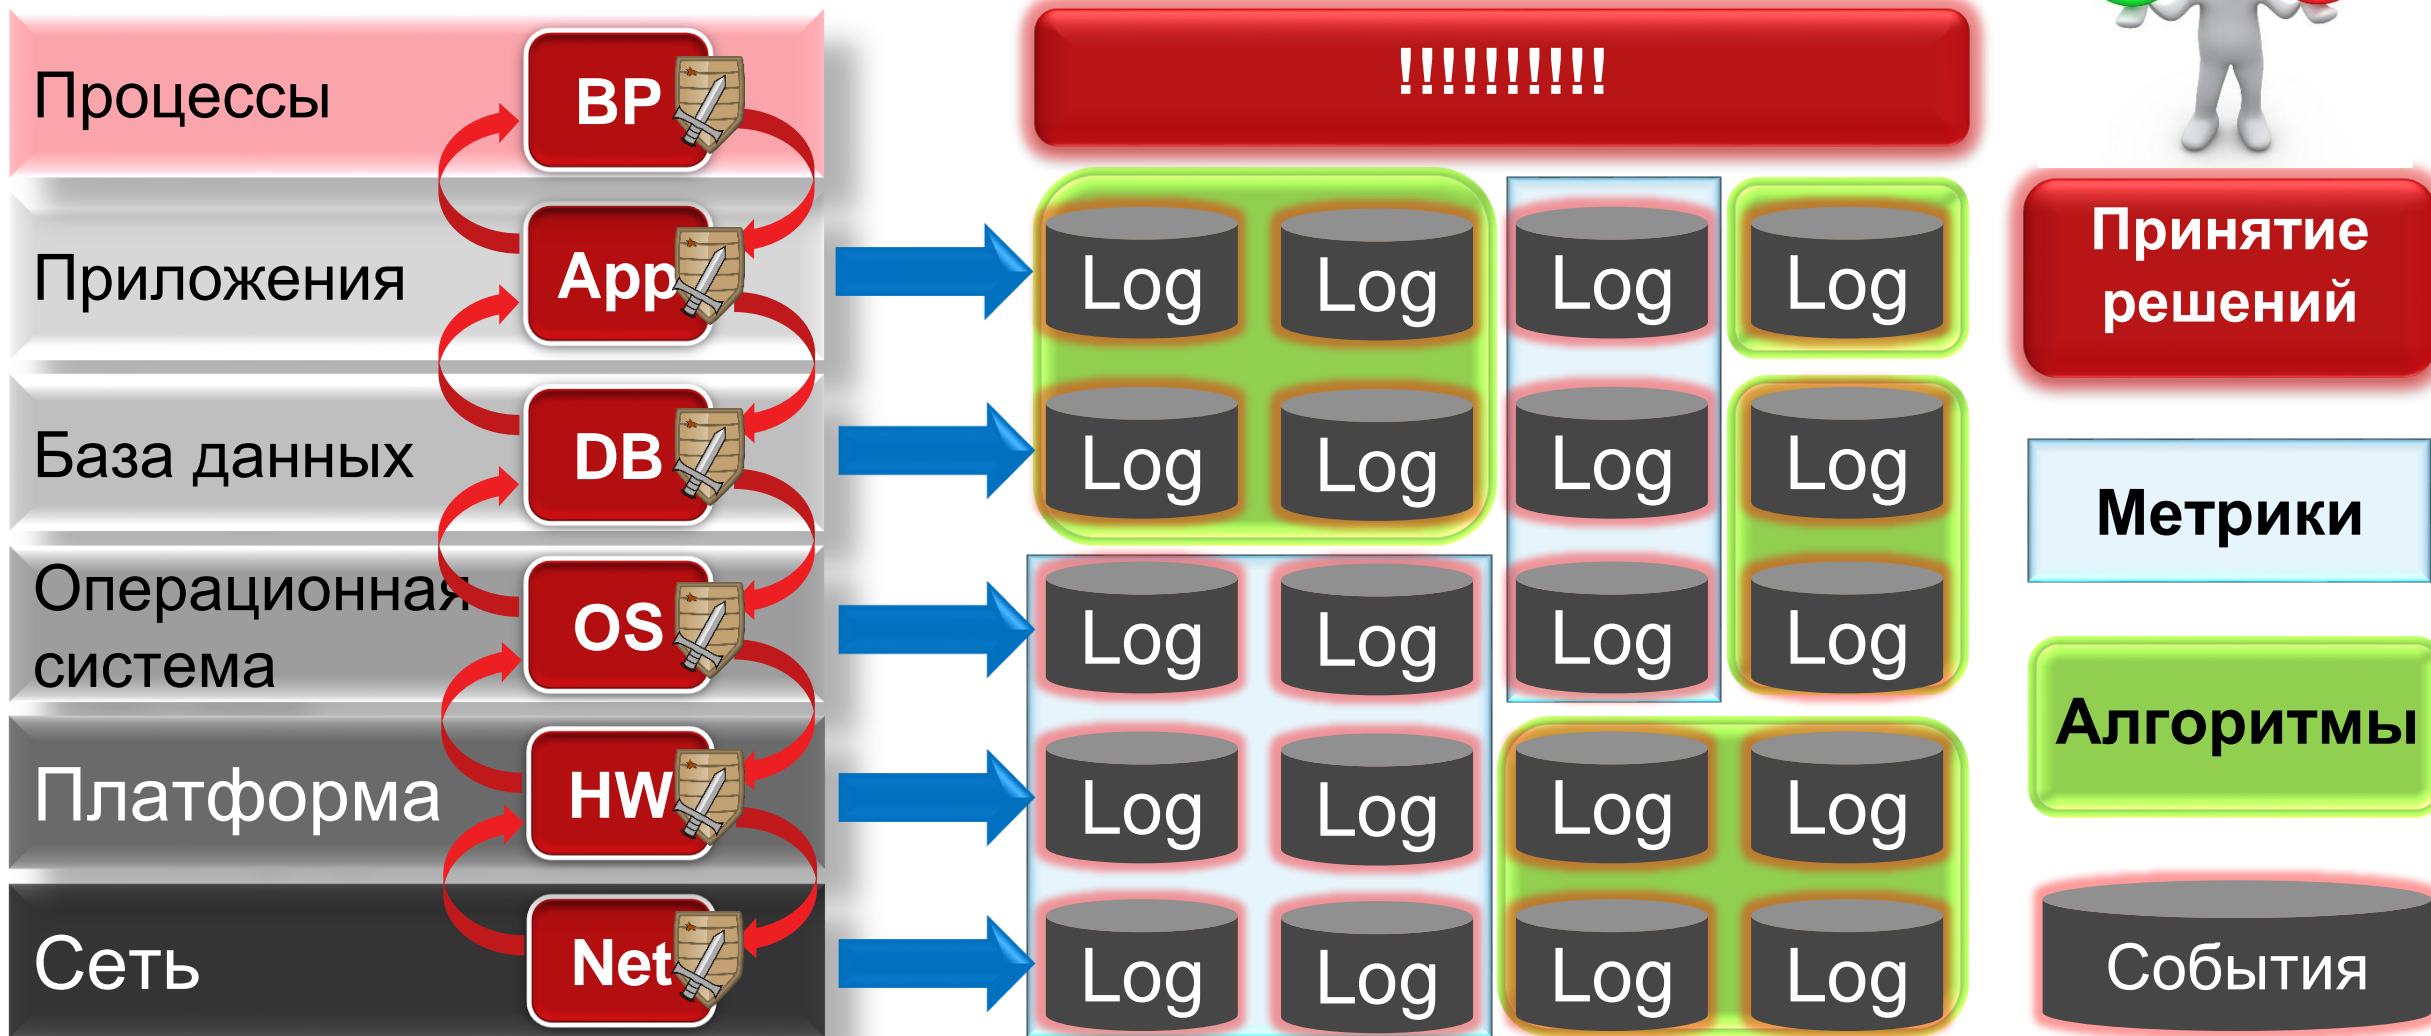 Процессы
BP
!!!!!!!!!!
Приложения
App
Log Log Log Log
Принятие
решений
База данных
DB
Log Log Log Log
Метрики
Операционная
система
OS
Log Log Log Log
Алгоритмы
Платформа
HW
Log Log Log Log
Сеть
Net
Log Log Log Log
События